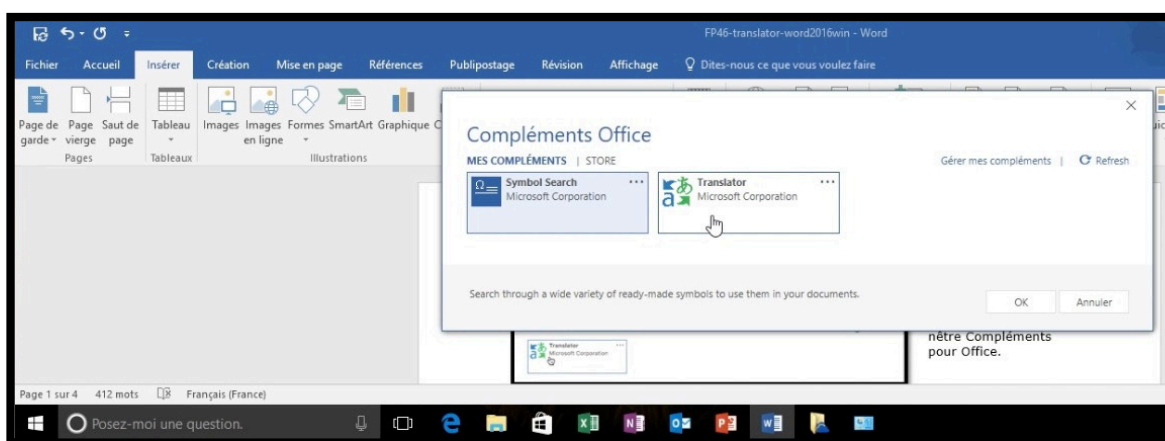 FP46-translator-word2016win - Word
Fichier Accueil Insérer Création Mise en page Références Publipostage Révision Affichage Dites-nous ce que vous voulez faire
Page de garde
Page vierge
Saut de page
Tableau
Images
Images en ligne
Formes
SmartArt
Graphique
C
Pages
Tableaux
Illustrations
Compléments Office
MES COMPLÉMENTS | STORE
Gérer mes compléments | Refresh
Symbol Search ...
Microsoft Corporation
Translator ...
Microsoft Corporation
Search through a wide variety of ready-made symbols to use them in your documents.
OK Annuler
Translator ...
Microsoft Corporation
nêtre Compléments
pour Office.
Page 1 sur 4 412 mots Français (France)
Posez-moi une question.